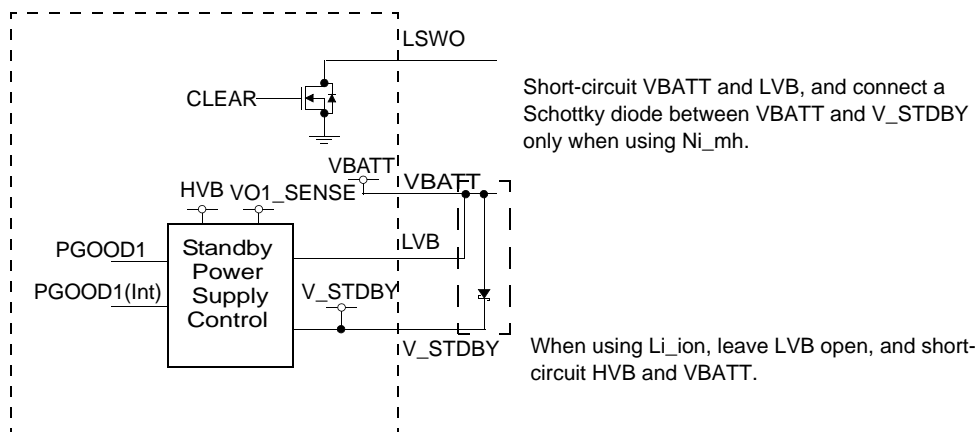 LSWO
CLEAR
Short-circuit VBATT and LVB, and connect a
Schottky diode between VBATT and V_STDBY
only when using Ni_mh.
VBATT
VBATT
HVB
VO1_SENSE
PGOOD1
PGOOD1(Int)
Standby
Power
Supply
Control
LVB
V_STDBY
V_STDBY
When using Li_ion, leave LVB open, and short-
circuit HVB and VBATT.